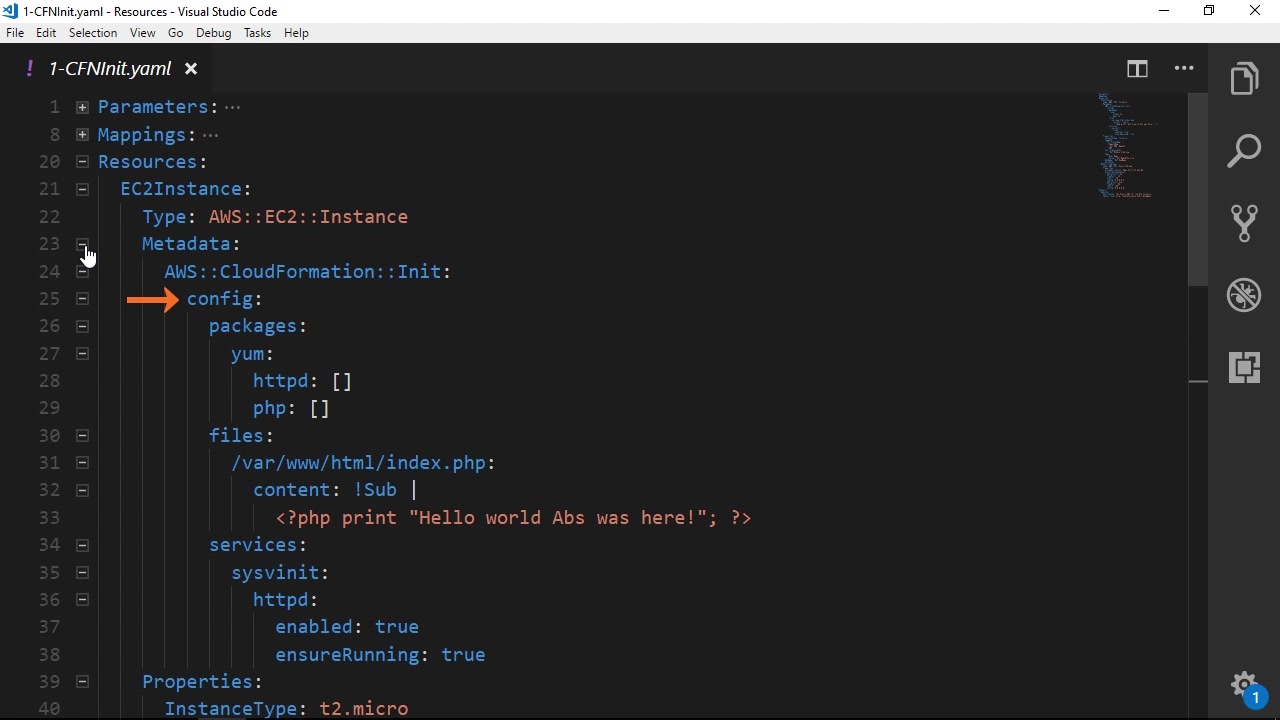 1-CFNInit.yaml - Resources - Visual Studio Code
File Edit Selection View Go Debug Tasks Help
! 1-CFNInit.yaml ×
1 Parameters: ···
8 Mappings: ···
20 Resources:
21 EC2Instance:
22 Type: AWS::EC2::Instance
23 Metadata:
24 AWS::CloudFormation::Init:
25 config:
26 packages:
27 yum:
28 httpd: []
29 php: []
30 files:
31 /var/www/html/index.php:
32 content: !Sub |
33 <?php print "Hello world Abs was here!"; ?>
34 services:
35 sysvinit:
36 httpd:
37 enabled: true
38 ensureRunning: true
39 Properties:
40 InstanceType: t2.micro
1